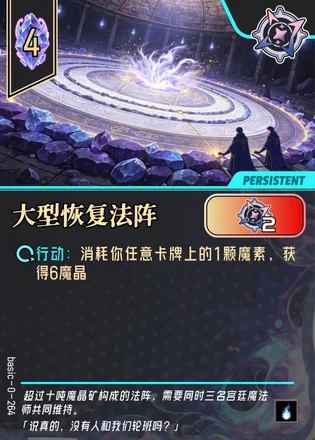 4
PERSISTENT
大型恢复法阵
2
行动：消耗你任意卡牌上的1颗魔素，获
得6魔晶
basic-0-264
超过十吨魔晶矿构成的法阵，需要同时三名宫廷魔法
师共同维持。
「说真的，没有人和我们轮班吗？」